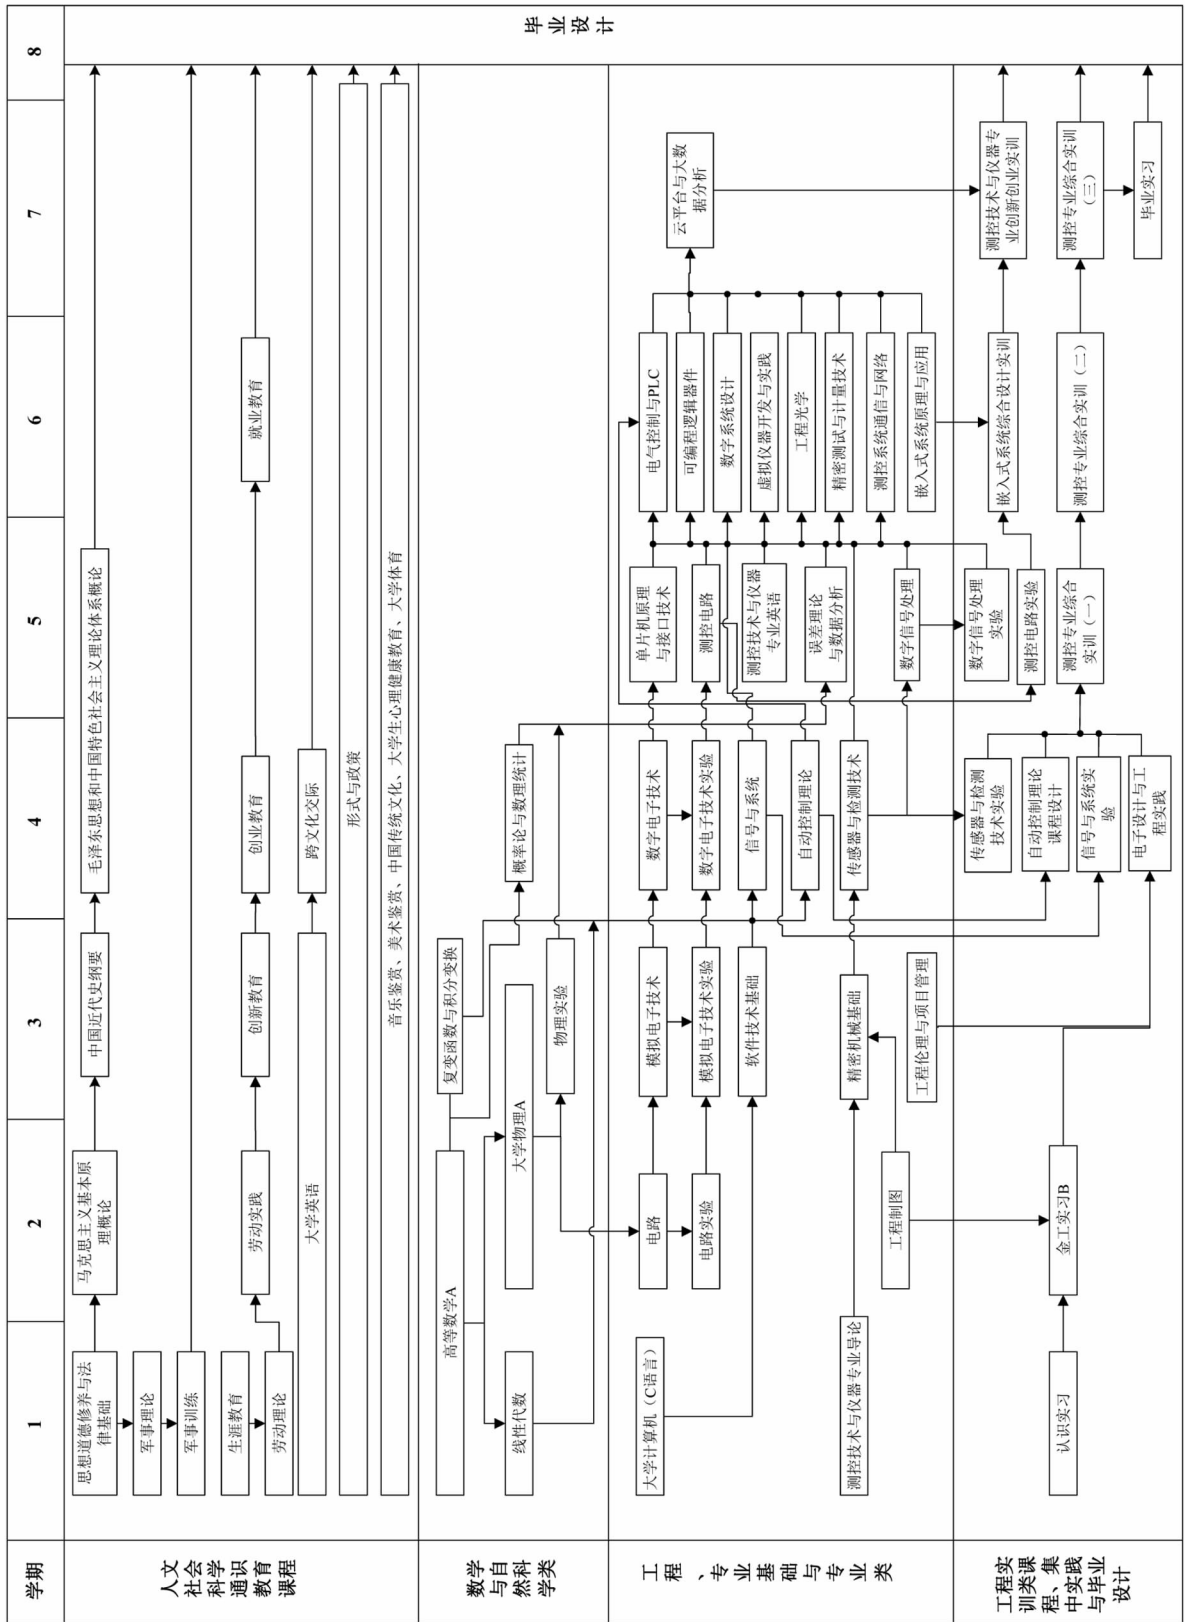 学期
1
2
3
4
5
6
7
8
人文
社会
科学
通识
教育
课程
思想道德修养与法
律基础
马克思主义基本原
理概论
中国近代史纲要
毛泽东思想和中国特色社会主义理论体系概论
军事理论
军事训练
生涯教育
劳动理论
劳动实践
创新教育
创业教育
就业教育
大学英语
跨文化交际
形式与政策
音乐鉴赏、美术鉴赏、中国传统文化、大学生心理健康教育、大学体育
毕业设计
数学
与自
然科
学类
高等数学A
复变函数与积分变换
线性代数
大学物理A
概率论与数理统计
物理实验
工程、专业基础与专业类
大学计算机（C语言）
电路
模拟电子技术
数字电子技术
单片机原理
与接口技术
电气控制与PLC
云平台与大数
据分析
可编程逻辑器件
电路实验
模拟电子技术实验
数字电子技术实验
测控电路
数字系统设计
软件技术基础
信号与系统
测控技术与仪器
专业英语
虚拟仪器开发与实践
自动控制理论
误差理论
与数据分析
工程光学
精密测试与计量技术
测控技术与仪器专业导论
精密机械基础
传感器与检测技术
测控系统通信与网络
工程制图
工程伦理与项目管理
数字信号处理
嵌入式系统原理与应用
工程实
训类课
程、集
中实践
与毕业
设计
传感器与检测
技术实验
数字信号处理
实验
自动控制理论
课程设计
测控电路实验
嵌入式系统综合设计实训
测控技术与仪器专
业创新创业实训
认识实习
金工实习B
信号与系统实
验
测控专业综合
实训（一）
测控专业综合实训（二）
测控专业综合实训
（三）
电子设计与工
程实践
毕业实习